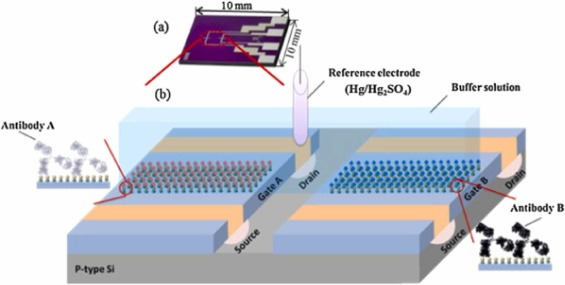 10 mm
(a)
10 mm
Reference electrode
(Hg/Hg₂SO₄)
Buffer solution
(b)
Antibody A
Gate A
Drain
Gate B
Drain
Antibody B
Source
Source
P-type Si